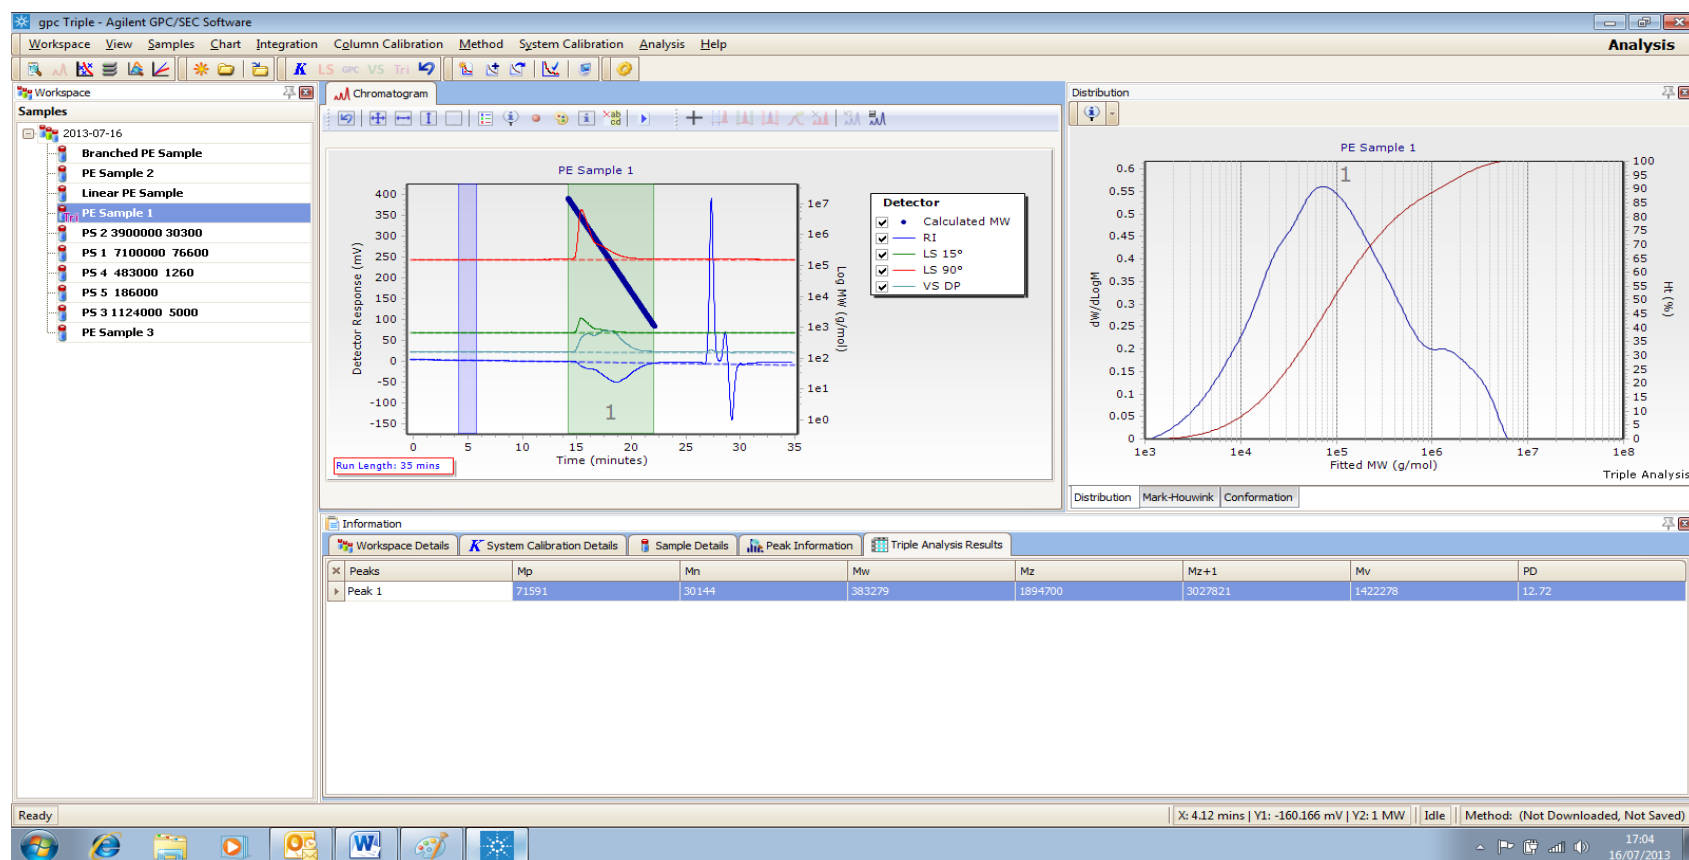 gpc Triple - Agilent GPC/SEC Software
Workspace View Samples Chart Integration Column Calibration Method System Calibration Analysis Help Analysis
K LS GPC VS Tri
Workspace
Samples
2013-07-16
Branched PE Sample
PE Sample 2
Linear PE Sample
Tri PE Sample 1
PS 2 3900000 30300
PS 1 7100000 76600
PS 4 483000 1260
PS 5 186000
PS 3 1124000 5000
PE Sample 3
Chromatogram
PE Sample 1
Detector Response (mV)
400
350
300
250
200
150
100
50
0
-50
-100
-150
0 5 10 15 20 25 30 35
Time (minutes)
1
Run Length: 35 mins
1e7
1e6
1e5
1e4
1e3
1e2
1e1
1e0
Log MW (g/mol)
Detector
Calculated MW
RI
LS 15°
LS 90°
VS DP
Distribution
PE Sample 1
1
dW/dLogM
0.6
0.55
0.5
0.45
0.4
0.35
0.3
0.25
0.2
0.15
0.1
0.05
0
1e3 1e4 1e5 1e6 1e7 1e8
Fitted MW (g/mol)
100
95
90
85
80
75
70
65
60
55
50
45
40
35
30
25
20
15
10
5
0
Ht (%)
Triple Analysis
Distribution Mark-Houwink Conformation
Information
Workspace Details K System Calibration Details Sample Details Peak Information Triple Analysis Results
Peaks Mp Mn Mw Mz Mz+1 Mv PD
Peak 1 71591 30144 383279 1894700 3027821 1422278 12.72
Ready X: 4.12 mins | Y1: -160.166 mV | Y2: 1 MW Idle Method: (Not Downloaded, Not Saved)
17:04
16/07/2013